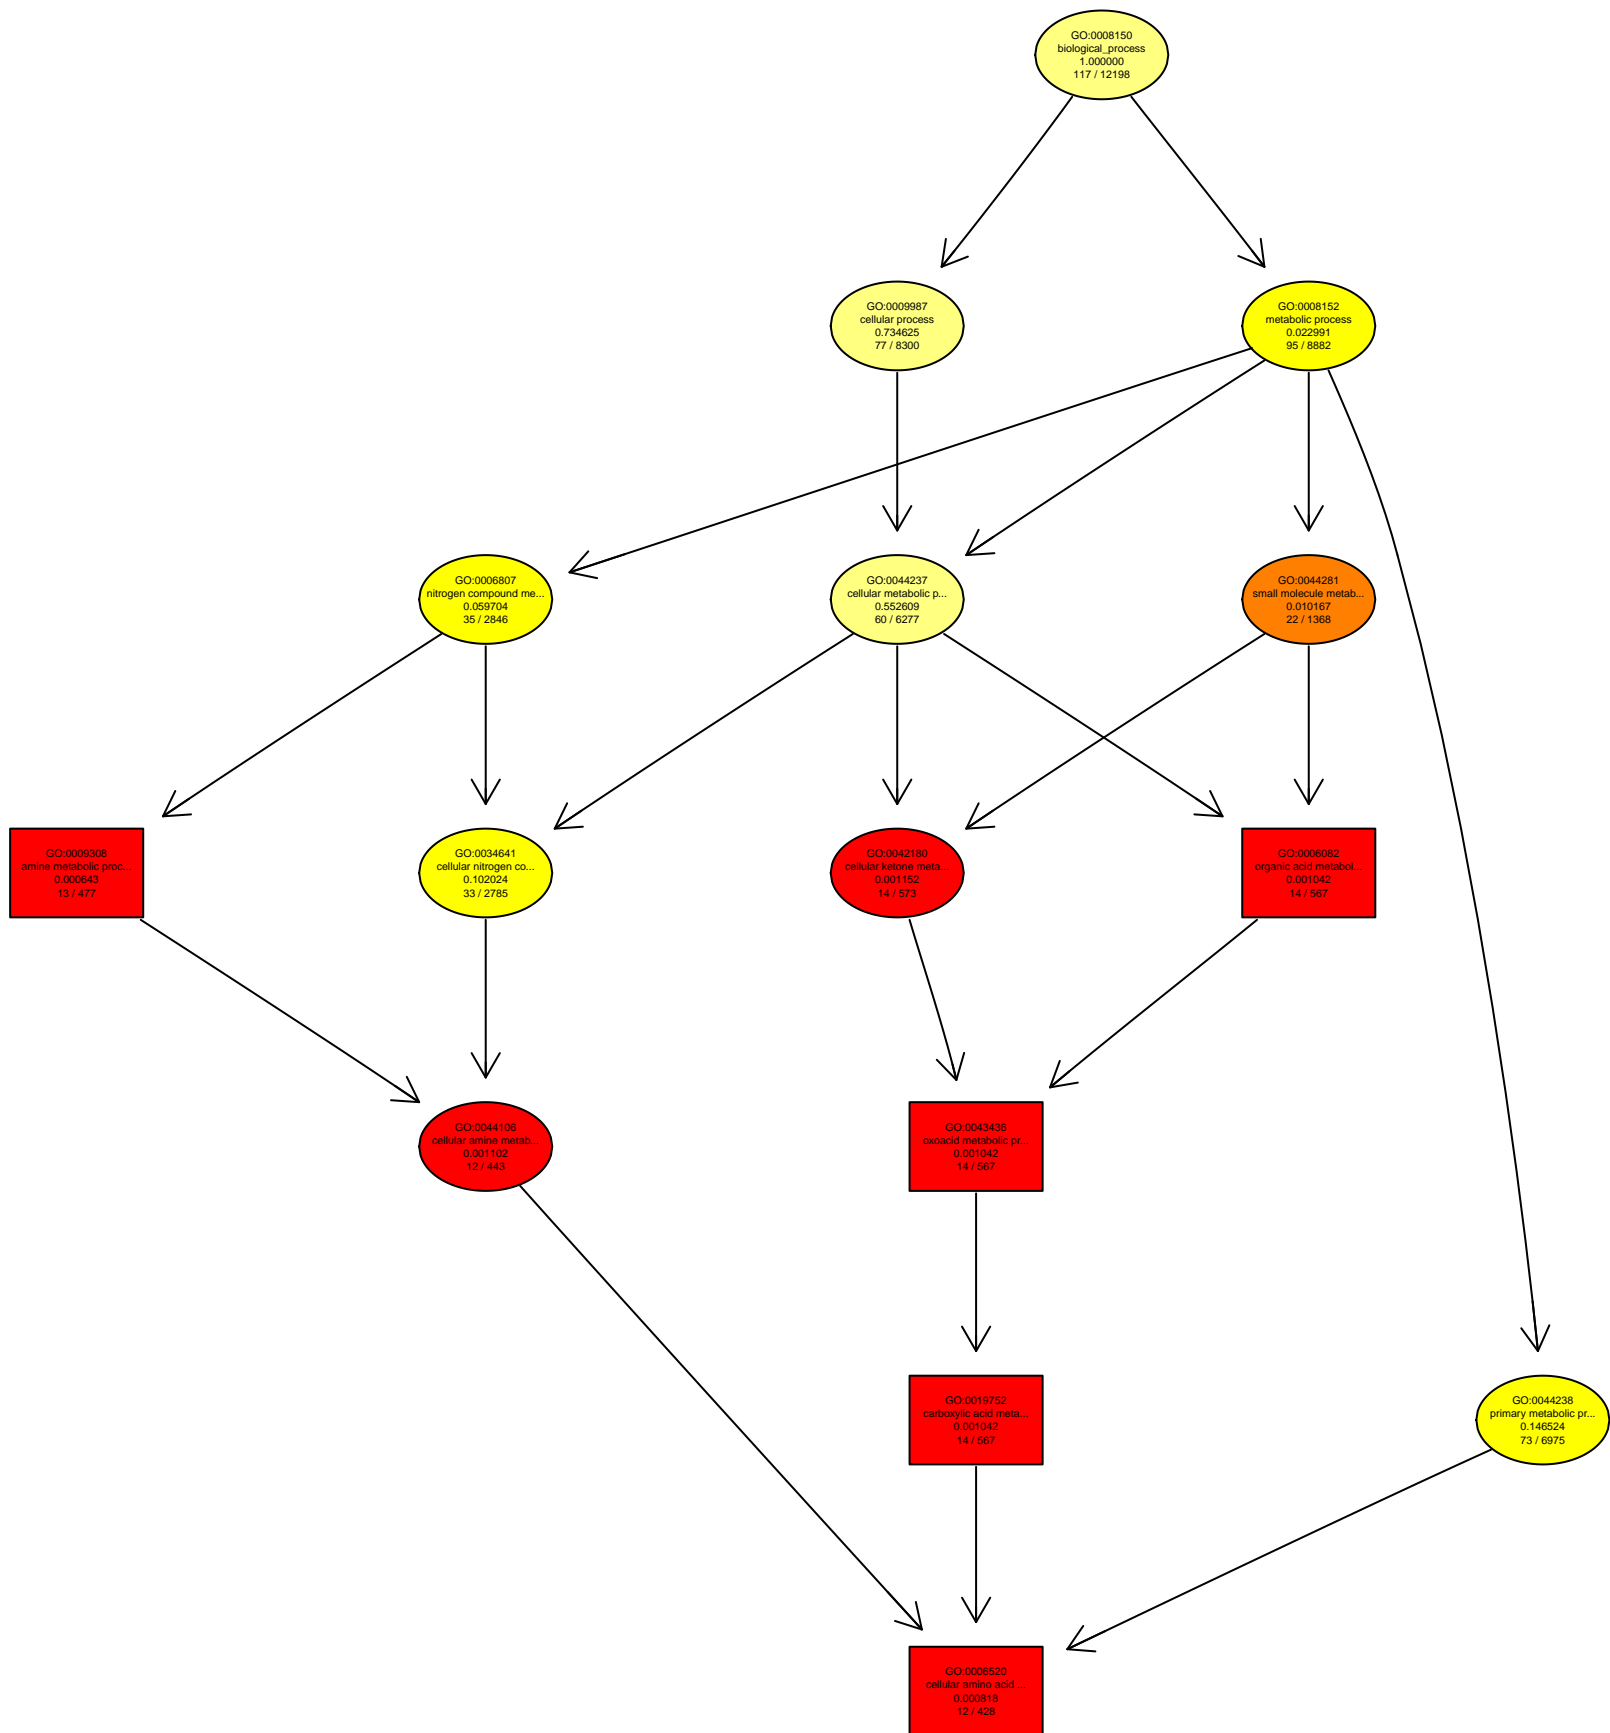 GO:0008150
biological_process
1.000000
117 / 12198
GO:0009987
cellular process
0.734625
77 / 8300
GO:0008152
metabolic process
0.022991
95 / 8882
GO:0006807
nitrogen compound me...
0.059704
35 / 2846
GO:0044237
cellular metabolic p...
0.552609
60 / 6277
GO:0044281
small molecule metab...
0.010167
22 / 1368
GO:0009308
amine metabolic proc...
0.000643
13 / 477
GO:0034641
cellular nitrogen co...
0.102024
33 / 2785
GO:0042180
cellular ketone meta...
0.001152
14 / 573
GO:0006082
organic acid metabol...
0.001042
14 / 567
GO:0044106
cellular amine metab...
0.001102
12 / 443
GO:0043436
oxoacid metabolic pr...
0.001042
14 / 567
GO:0019752
carboxylic acid meta...
0.001042
14 / 567
GO:0044238
primary metabolic pr...
0.146524
73 / 6975
GO:0006520
cellular amino acid ...
0.000818
12 / 428